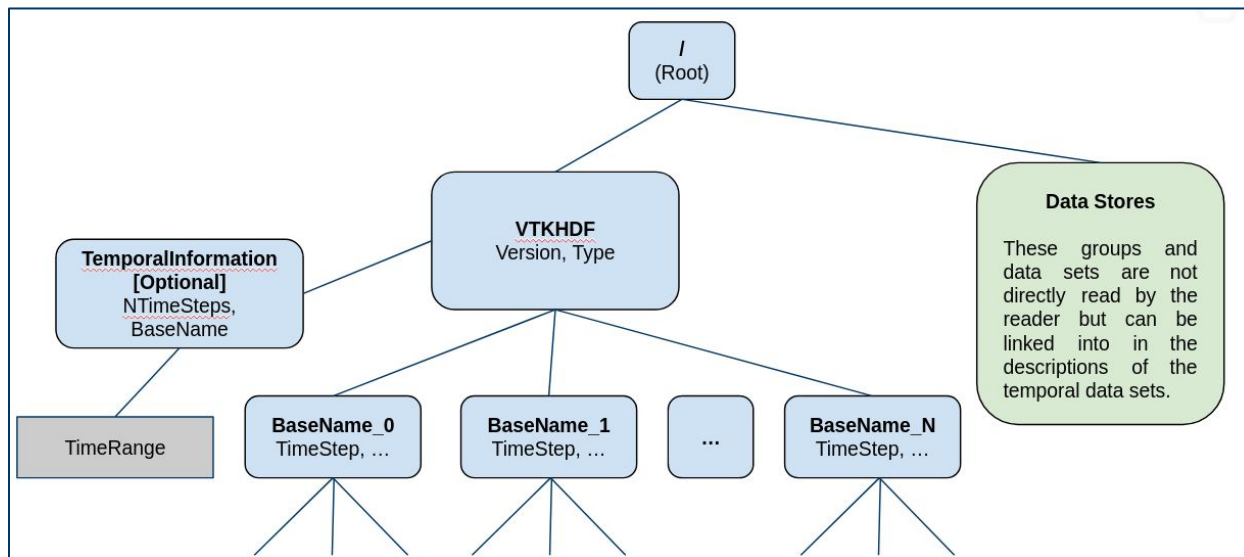 /
(Root)
VTKHDF
Version, Type
Data Stores
These groups and
data sets are not
directly read by the
reader but can be
linked into in the
descriptions of the
temporal data sets.
TemporalInformation
[Optional]
NTimeSteps,
BaseName
TimeRange
BaseName_0
TimeStep, ...
BaseName_1
TimeStep, ...
...
BaseName_N
TimeStep, ...